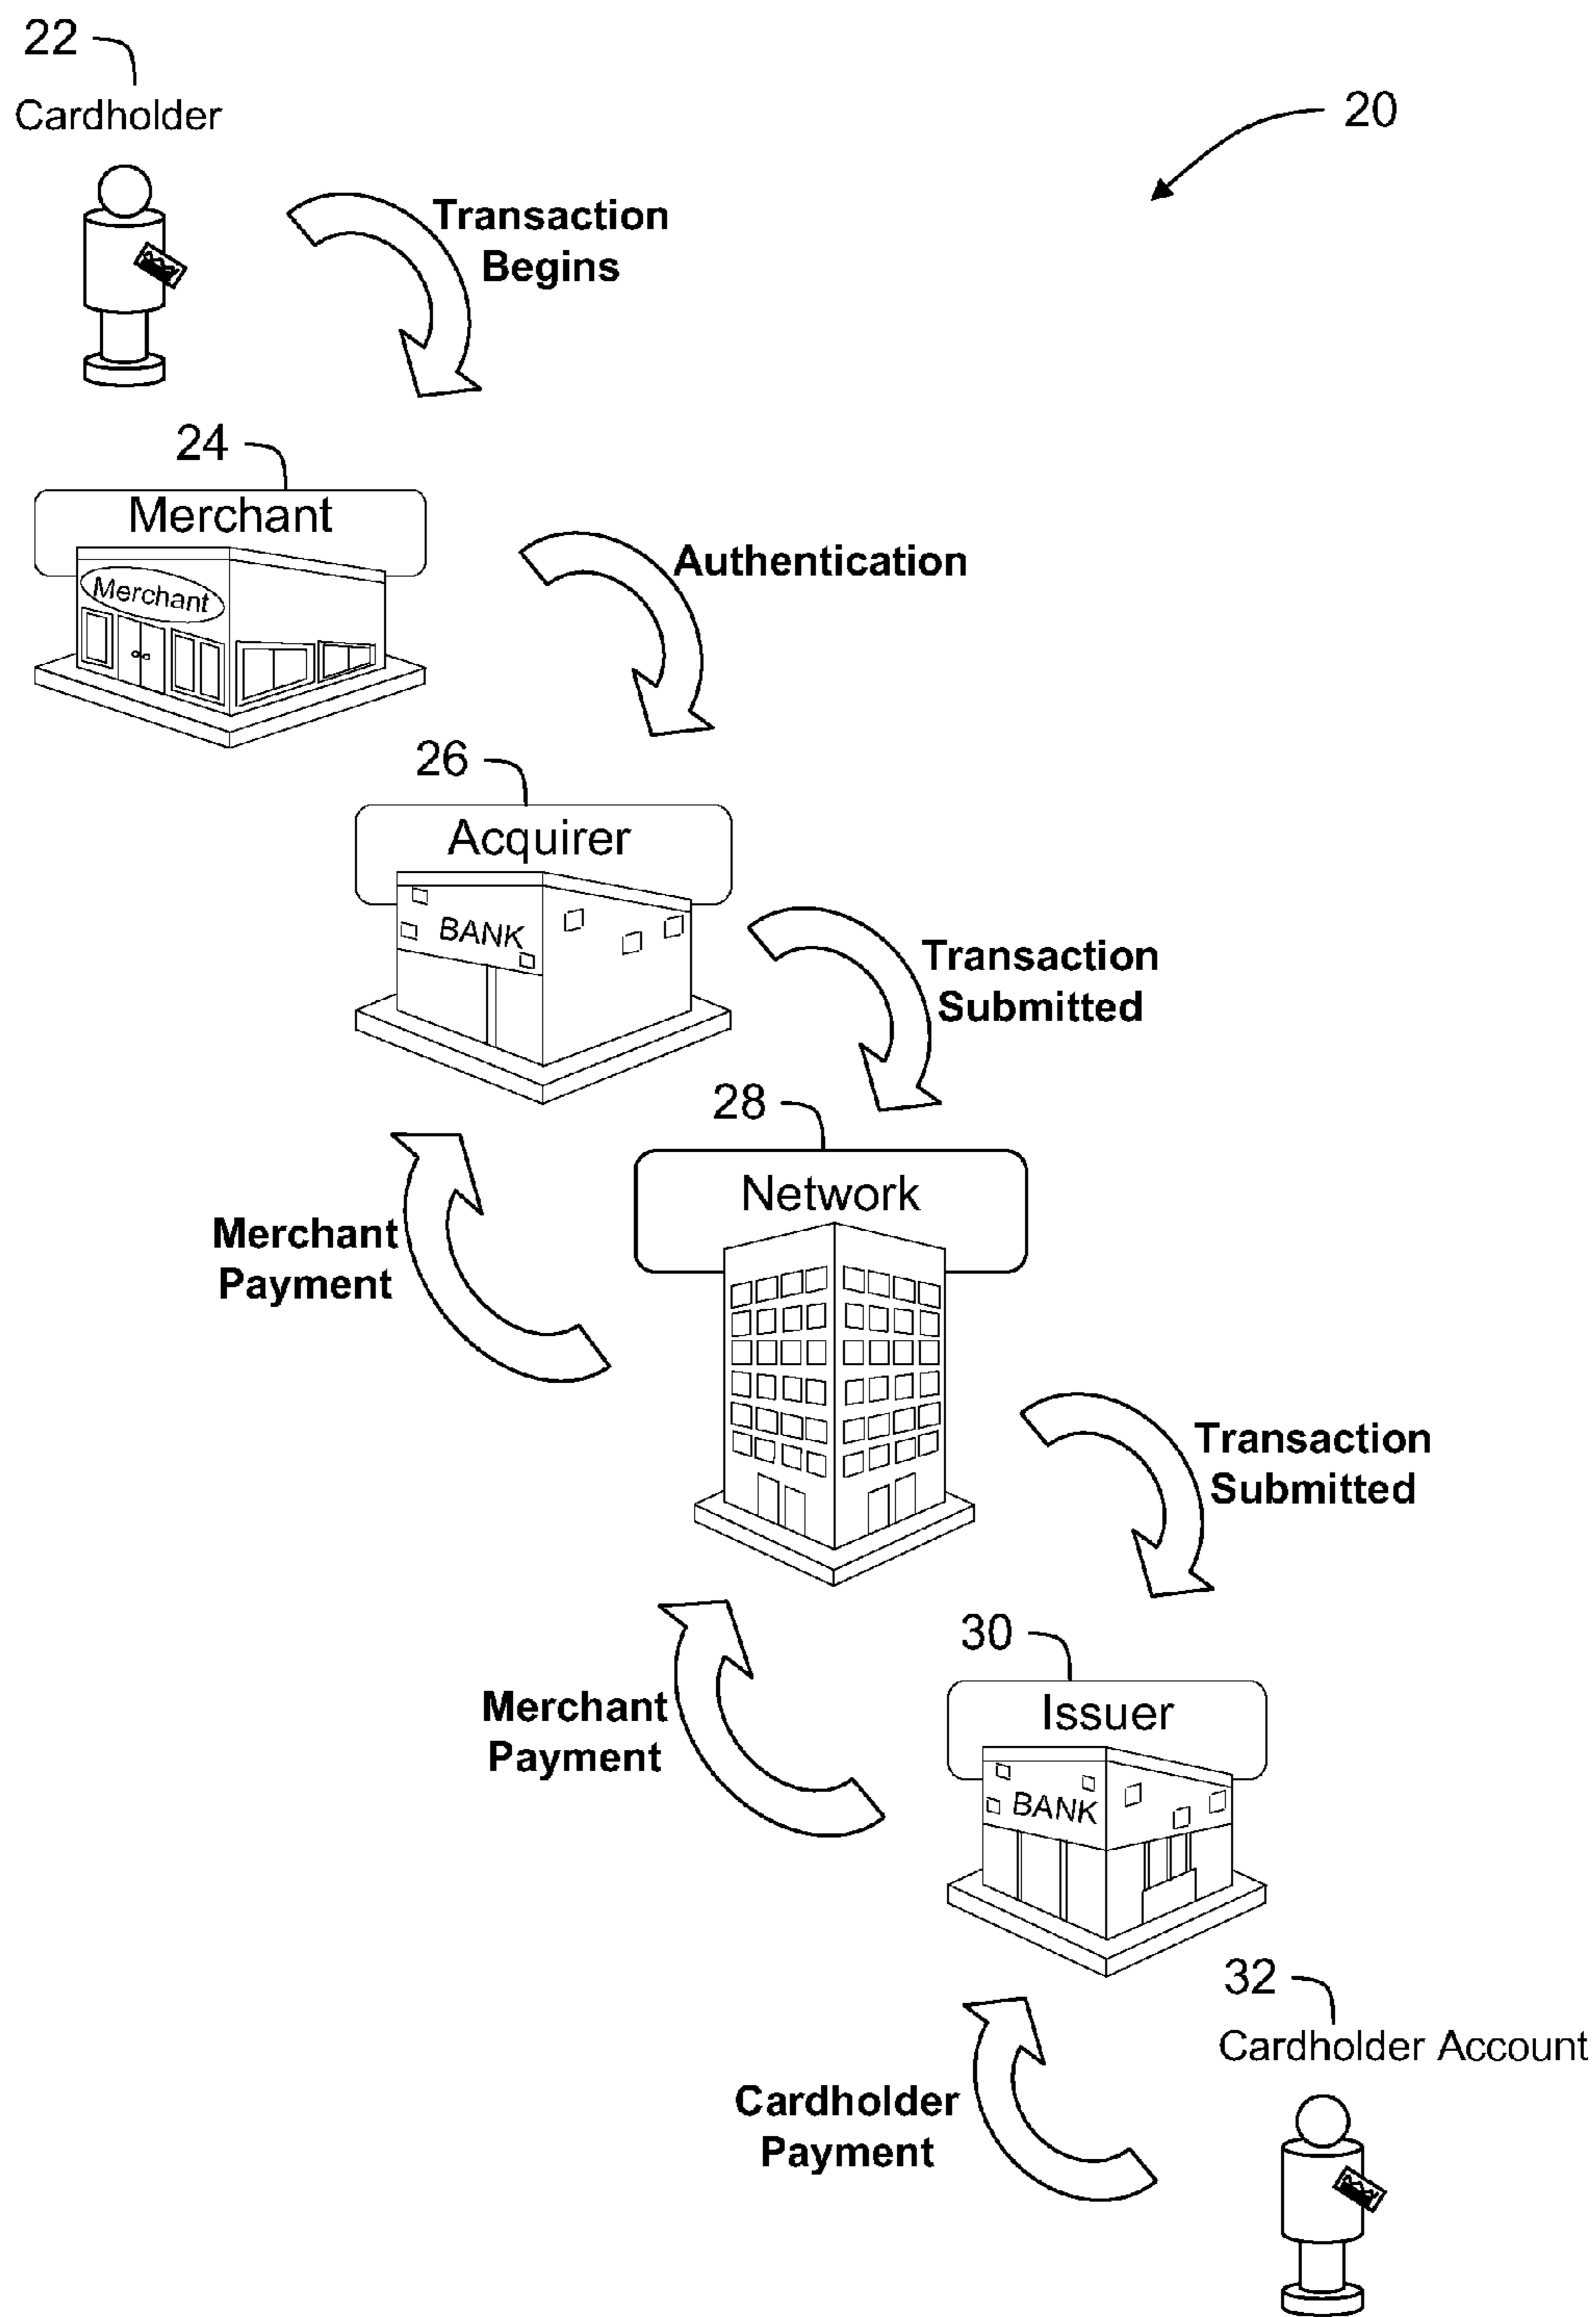 22
Cardholder
20
Transaction
Begins
24
Merchant
Merchant
Authentication
26
Acquirer
BANK
Transaction
Submitted
28
Network
Merchant
Payment
Transaction
Submitted
30
Issuer
BANK
Merchant
Payment
32
Cardholder Account
Cardholder
Payment